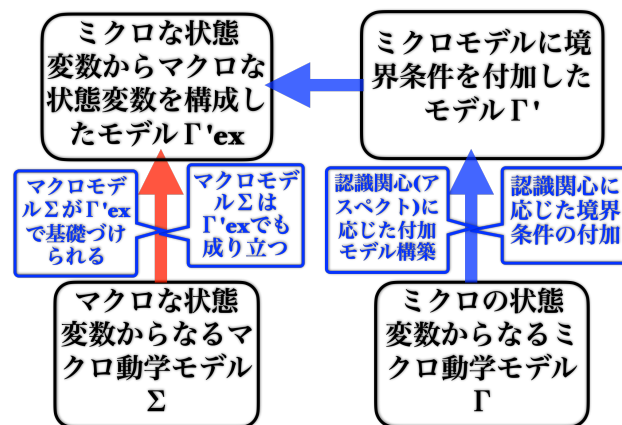 ミクロな状態
変数からマクロな
状態変数を構成し
たモデルΓ'ex
ミクロモデルに境
界条件を付加した
モデルΓ'
マクロモデ
ルΣがΓ'ex
で基礎づけ
られる
マクロモデ
ルΣは
Γ'exでも
成り立つ
認識関心(ア
スペクト)に
応じた付加
モデル構築
認識関心に
応じた境界
条件の付加
マクロな状態
変数からなるマ
クロ動学モデル
Σ
ミクロの状態
変数からなるミ
クロ動学モデル
Γ